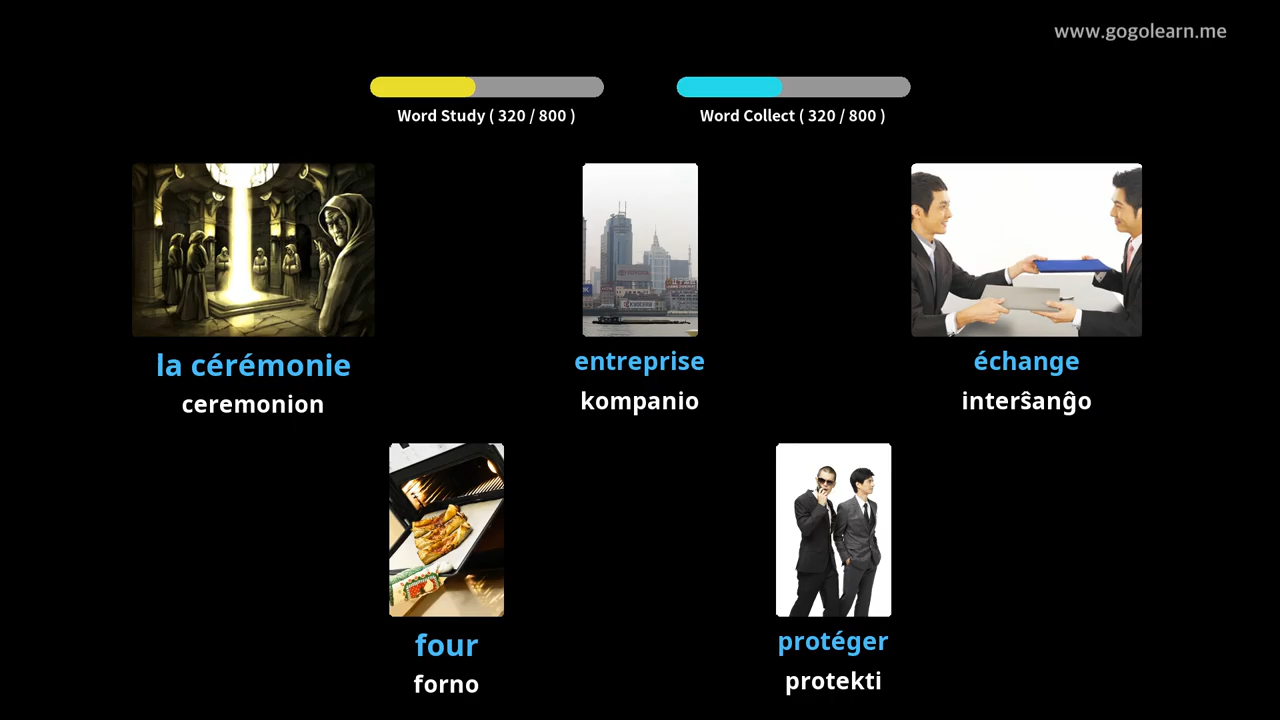 www.gogolearn.me
Word Study ( 320 / 800 )
Word Collect ( 320 / 800 )
la cérémonie
ceremonion
entreprise
kompanio
échange
interŝanĝo
four
forno
protéger
protekti
TOYOTA